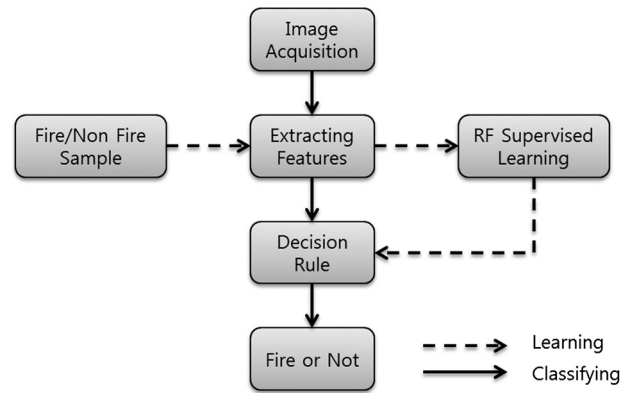 Image
Acquisition
Fire/Non Fire
Sample
Extracting
Features
RF Supervised
Learning
Decision
Rule
Fire or Not
Learning
Classifying